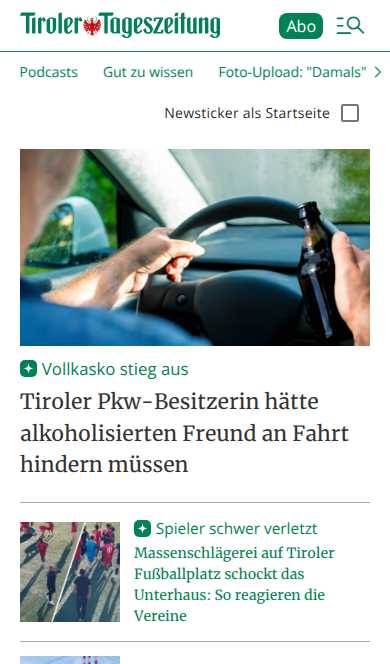 Tiroler Tageszeitung
Abo
Podcasts
Gut zu wissen
Foto-Upload: "Damals"
Newsticker als Startseite
Vollkasko stieg aus
Tiroler Pkw-Besitzerin hätte
alkoholisierten Freund an Fahrt
hindern müssen
Spieler schwer verletzt
Massenschlägerei auf Tiroler
Fußballplatz schockt das
Unterhaus: So reagieren die
Vereine